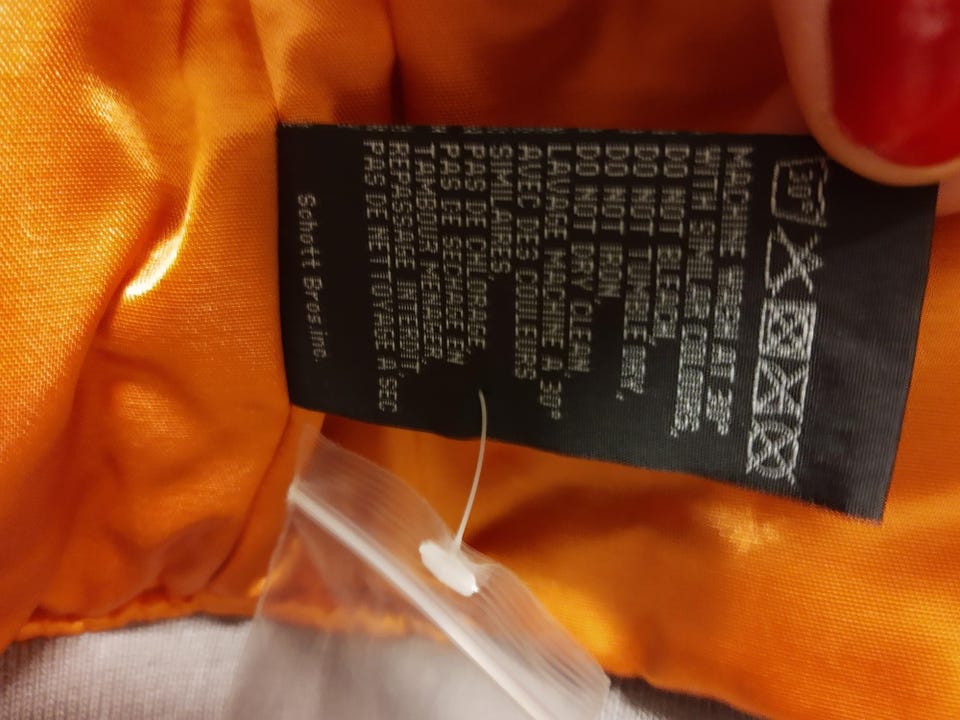 30°
MACHINE WASH AT 30°
WITH SIMILAR COLOURS,
DO NOT BLEACH,
DO NOT TUMBLE DRY,
DO NOT IRON,
DO NOT DRY CLEAN.
LAVAGE MACHINE A 30°
AVEC DES COULEURS
SIMILAIRES,
PAS DE CHLORAGE,
PAS DE SECHAGE EN
TAMBOUR MENAGER,
REPASSAGE INTERDIT,
PAS DE NETTOYAGE A SEC
Schott Bros.inc.